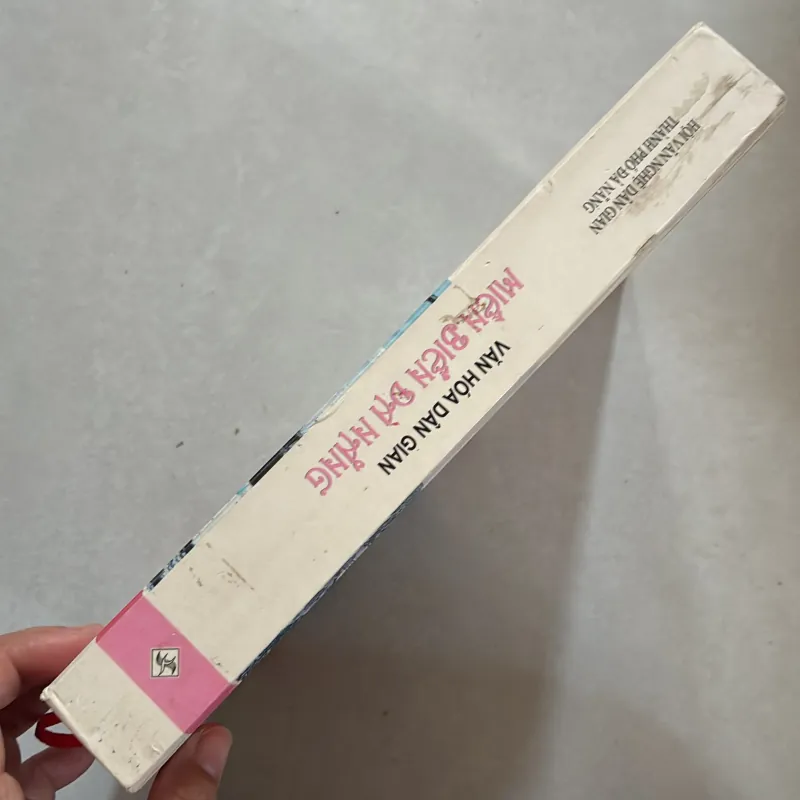 HỘI VĂN NGHỆ DÂN GIAN
THÀNH PHỐ ĐÀ NẴNG
VĂN HÓA DÂN GIAN
MIỀN BIỂN ĐÀ NẴNG